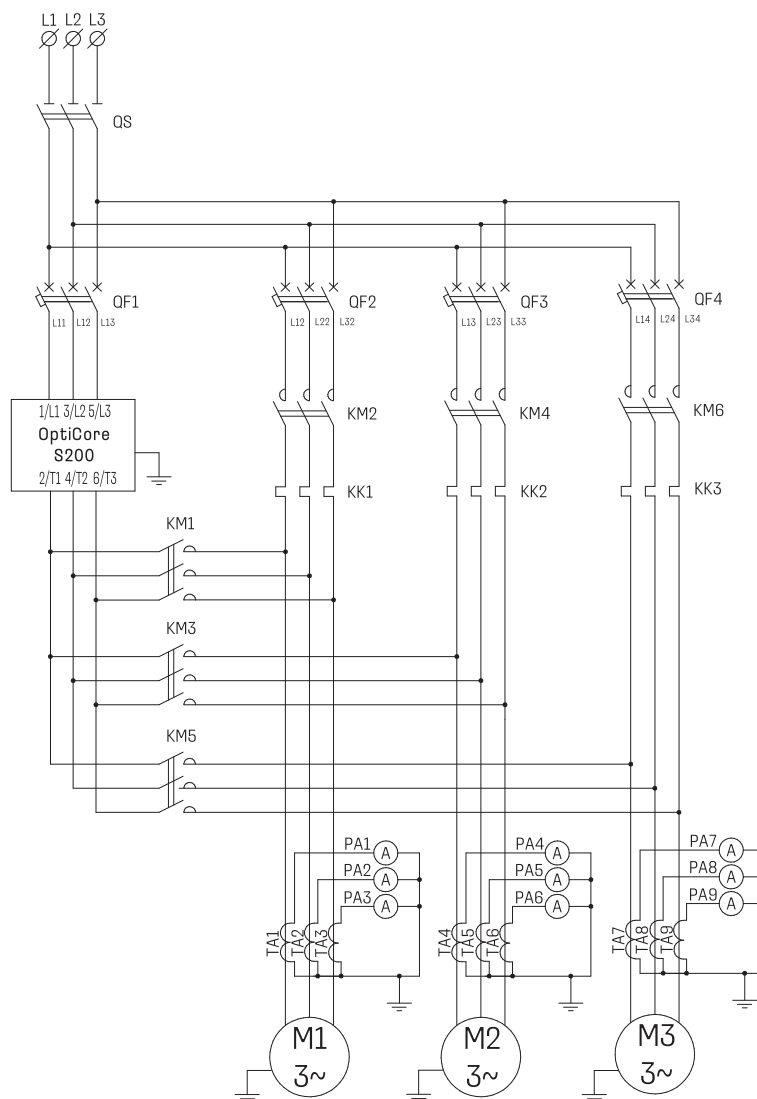 L1 L2 L3
QS
QF1 QF2 QF3 QF4
L11 L12 L13 L12 L22 L32 L13 L23 L33 L14 L24 L34
1/L1 3/L2 5/L3
OptiCore
S200
2/T1 4/T2 6/T3
KM2 KM4 KM6
KK1 KK2 KK3
KM1
KM3
KM5
PA1 A PA4 A PA7 A
PA2 A PA5 A PA8 A
PA3 A PA6 A PA9 A
TA1 TA2 TA3 TA4 TA5 TA6 TA7 TA8 TA9
M1 M2 M3
3~ 3~ 3~